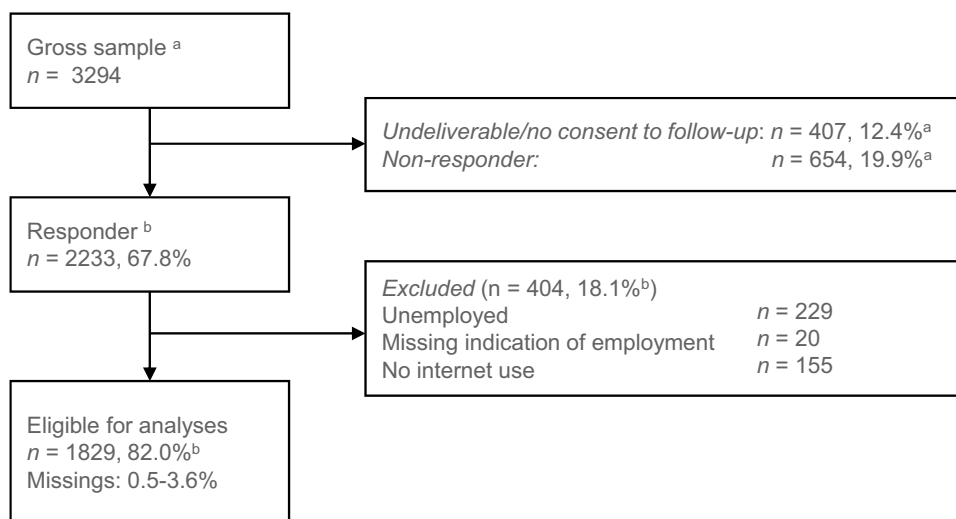 Gross sample ᵃ
n = 3294
Undeliverable/no consent to follow-up: n = 407, 12.4%ᵃ
Non-responder: n = 654, 19.9%ᵃ
Responder ᵇ
n = 2233, 67.8%
Excluded (n = 404, 18.1%ᵇ)
Unemployed n = 229
Missing indication of employment n = 20
No internet use n = 155
Eligible for analyses
n = 1829, 82.0%ᵇ
Missings: 0.5-3.6%